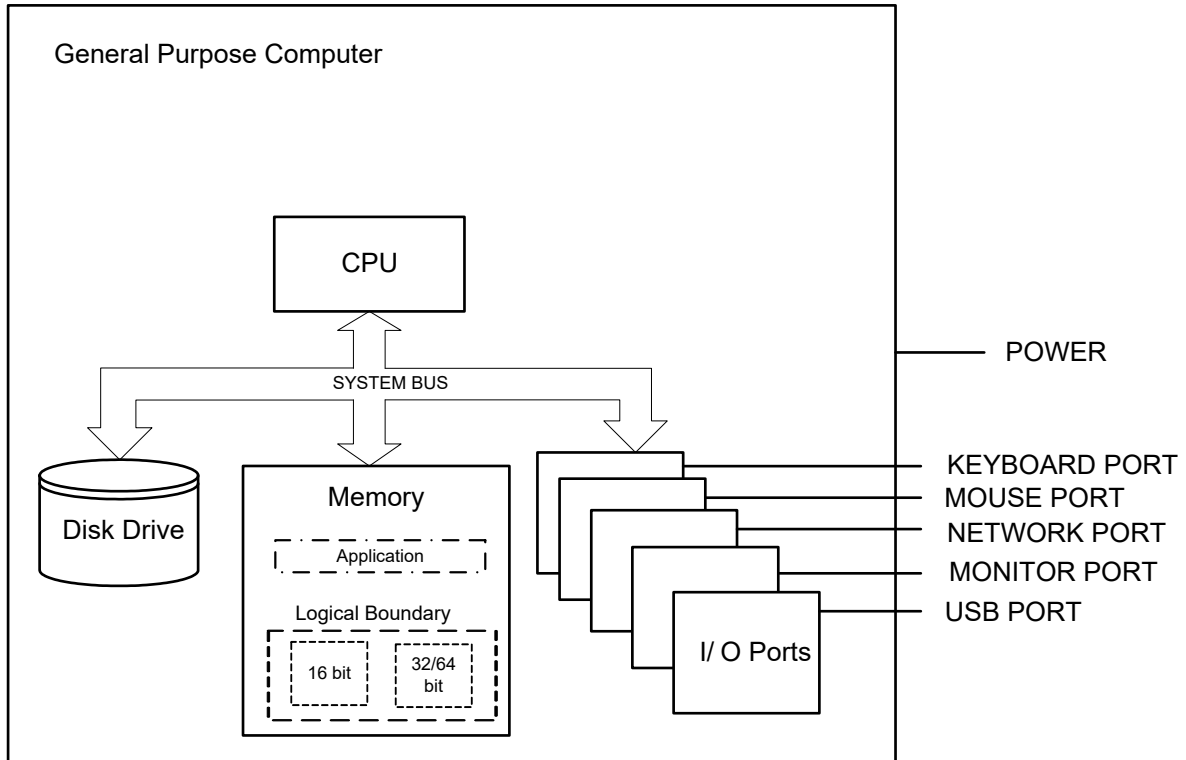 General Purpose Computer
CPU
SYSTEM BUS
POWER
KEYBOARD PORT
MOUSE PORT
NETWORK PORT
MONITOR PORT
USB PORT
Disk Drive
Memory
Application
Logical Boundary
16 bit
32/64
bit
I/ O Ports